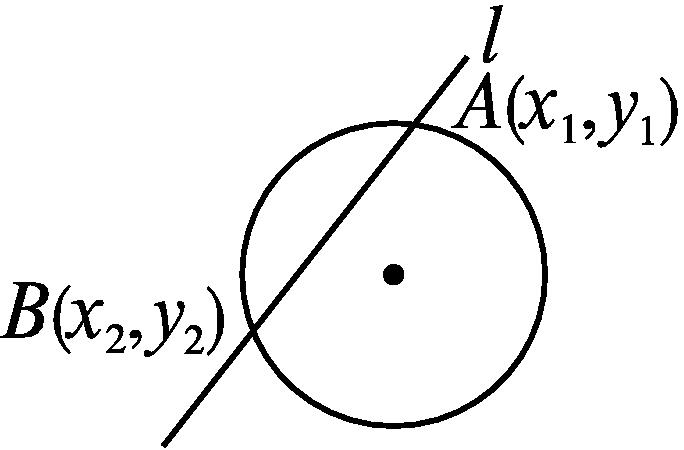 l
A(x₁,y₁)
B(x₂,y₂)